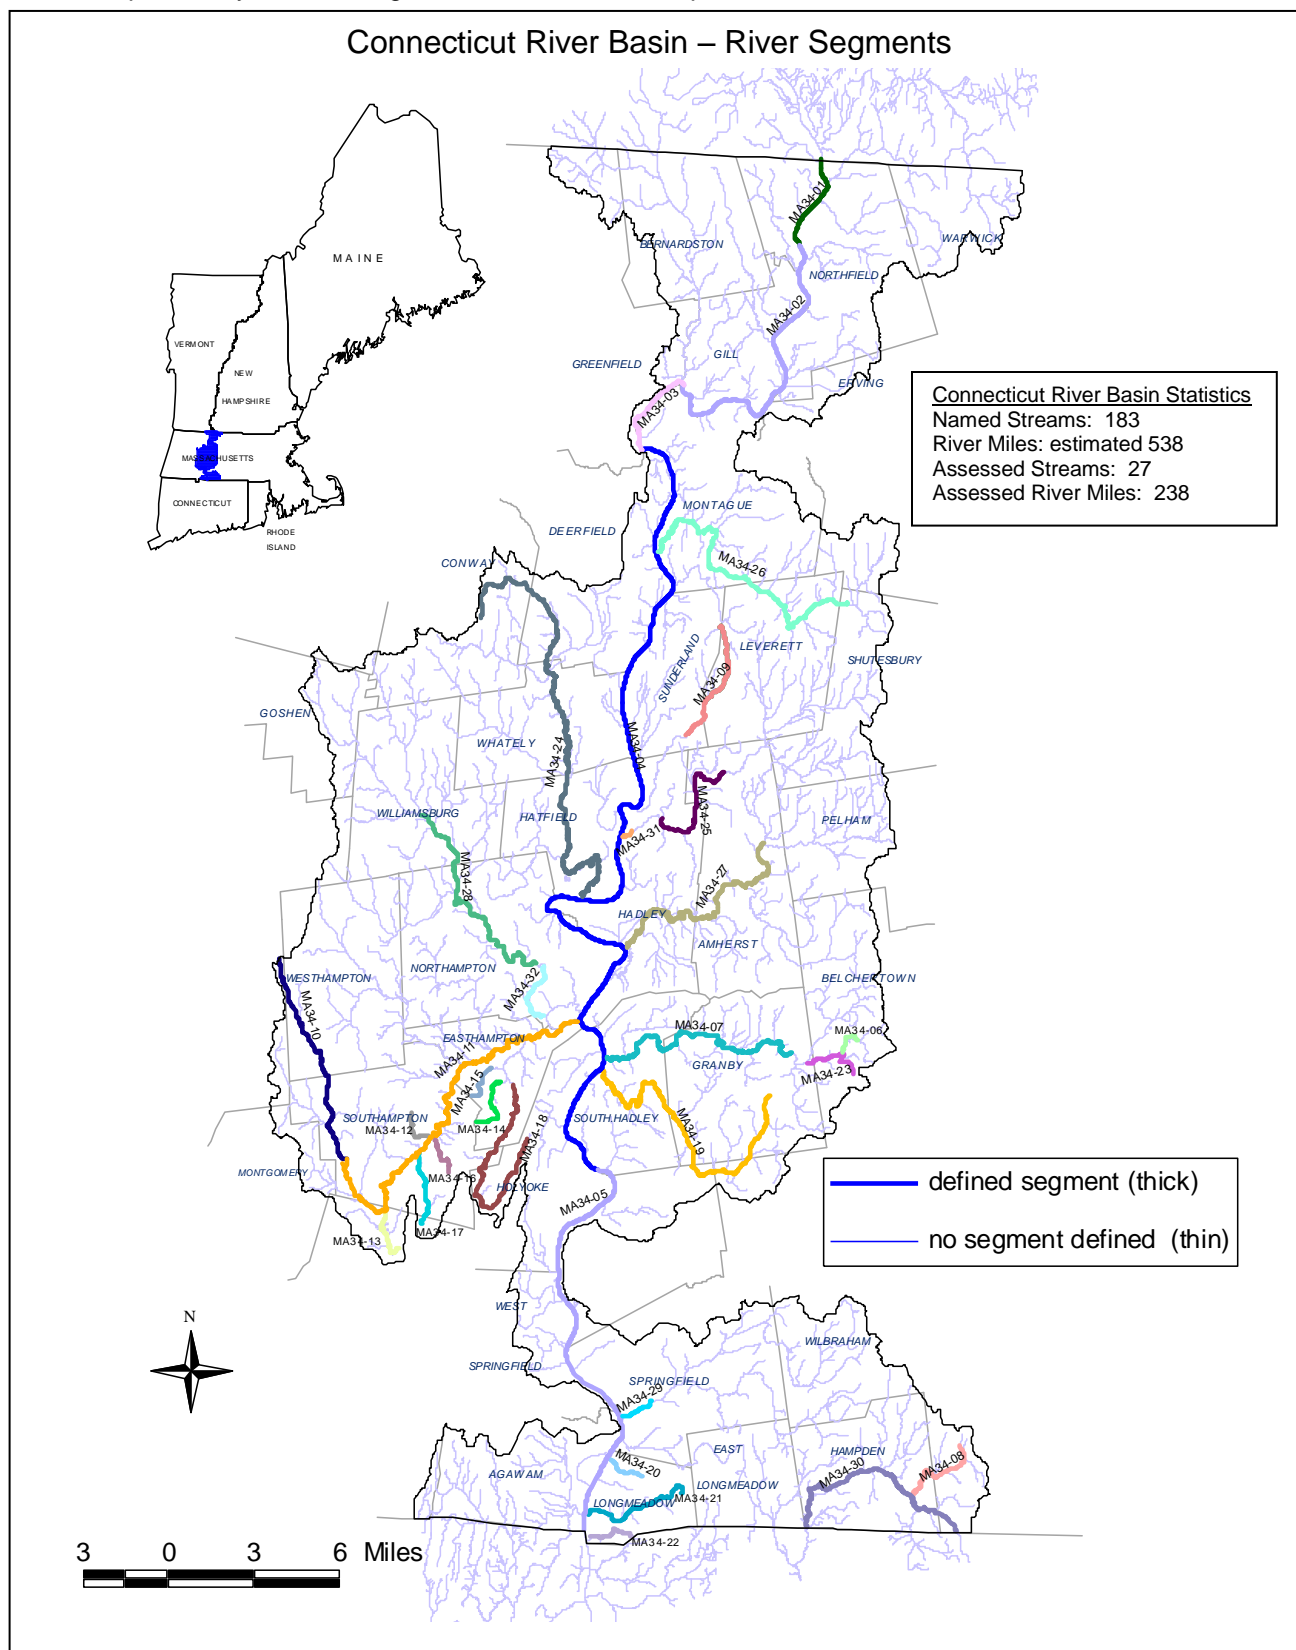 Connecticut River Basin – River Segments
MAINE
VERMONT
NEW
HAMPSHIRE
MASSACHUSETTS
CONNECTICUT
RHODE
ISLAND
MA34-01
BERNARDSTON
WARWICK
NORTHFIELD
MA34-02
GILL
GREENFIELD
ERVING
MA34-03
Connecticut River Basin Statistics
Named Streams: 183
River Miles: estimated 538
Assessed Streams: 27
Assessed River Miles: 238
MONTAGUE
DEERFIELD
CONWAY
MA34-26
SUNDERLAND
LEVERETT
SHUTESBURY
MA34-09
GOSHEN
WHATELY
MA34-24
MA34-04
WILLIAMSBURG
HATFIELD
MA34-25
PELHAM
MA34-31
MA34-28
MA34-27
HADLEY
AMHERST
NORTHAMPTON
WESTHAMPTON
MA34-32
BELCHERTOWN
MA34-10
EASTHAMPTON
MA34-07
MA34-06
MA34-11
GRANBY
MA34-23
MA34-15
SOUTHAMPTON
MA34-12
MA34-14
MA34-18
SOUTH HADLEY
MA34-19
MONTGOMERY
MA34-16
HOLYOKE
MA34-05
MA34-17
MA34-13
defined segment (thick)
no segment defined (thin)
WEST
SPRINGFIELD
N
WILBRAHAM
SPRINGFIELD
MA34-29
EAST
LONGMEADOW
HAMPDEN
MA34-08
MA34-30
MA34-20
AGAWAM
LONGMEADOW
MA34-21
MA34-22
3 0 3 6 Miles